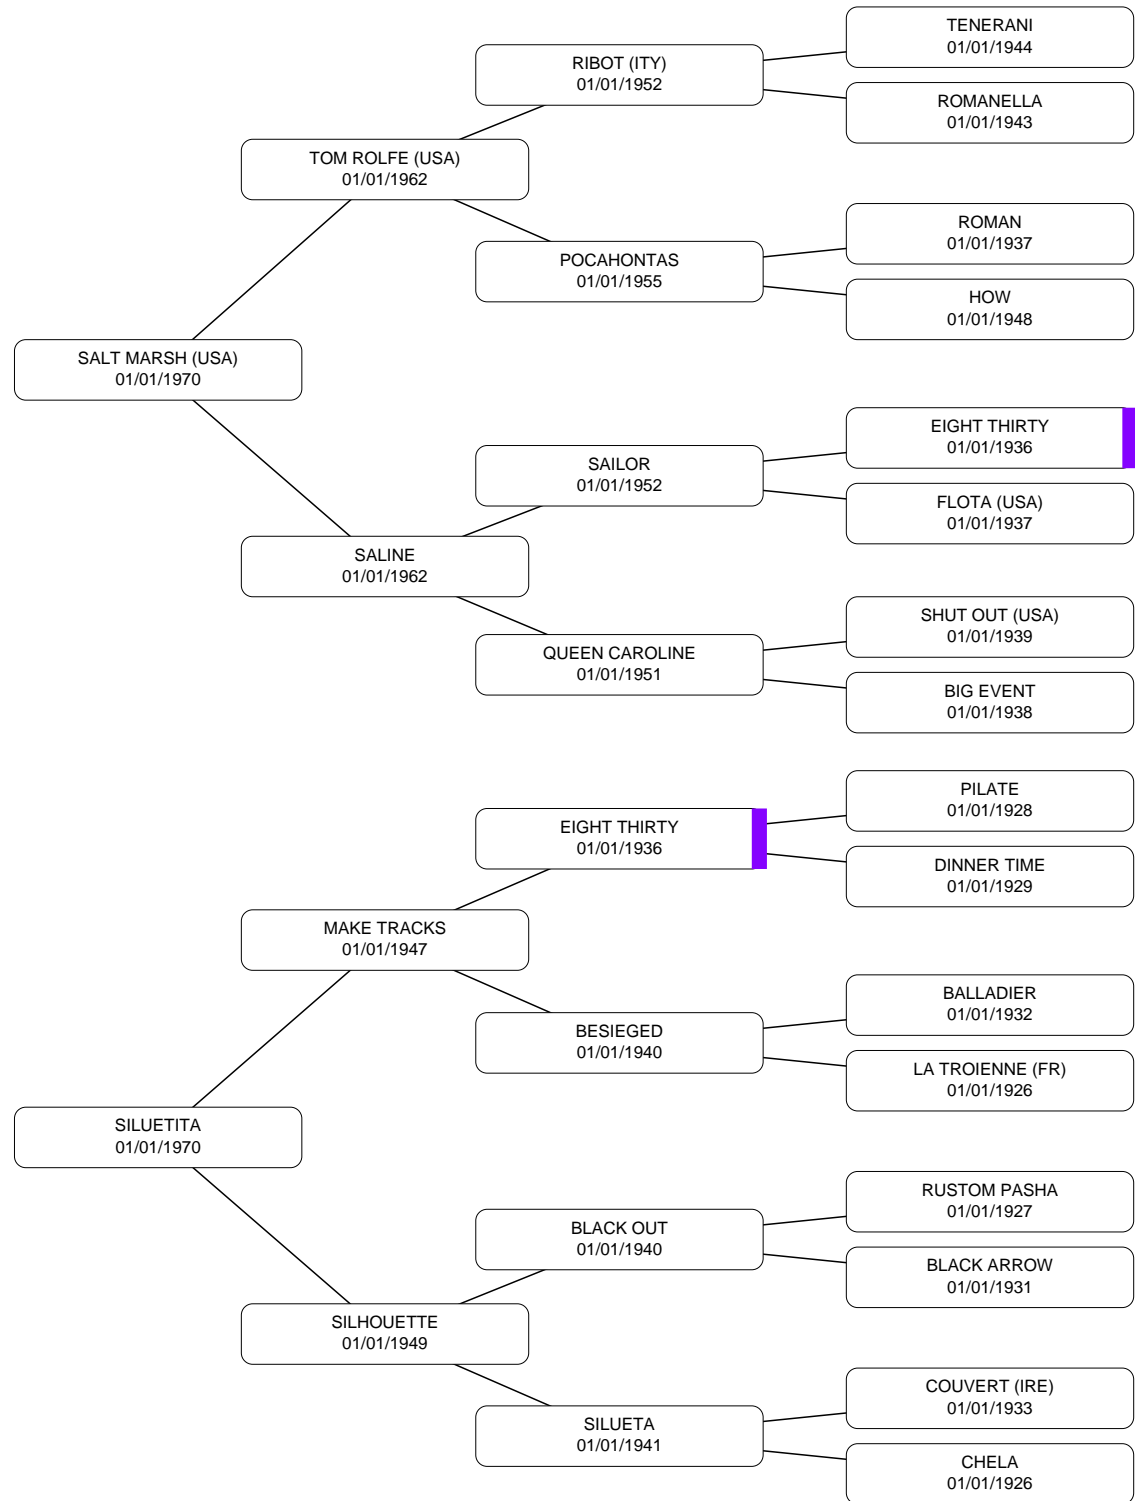 TENERANI
01/01/1944
RIBOT (ITY)
01/01/1952
ROMANELLA
01/01/1943
TOM ROLFE (USA)
01/01/1962
ROMAN
01/01/1937
POCAHONTAS
01/01/1955
HOW
01/01/1948
SALT MARSH (USA)
01/01/1970
EIGHT THIRTY
01/01/1936
SAILOR
01/01/1952
FLOTA (USA)
01/01/1937
SALINE
01/01/1962
SHUT OUT (USA)
01/01/1939
QUEEN CAROLINE
01/01/1951
BIG EVENT
01/01/1938
PILATE
01/01/1928
EIGHT THIRTY
01/01/1936
DINNER TIME
01/01/1929
MAKE TRACKS
01/01/1947
BALLADIER
01/01/1932
BESIEGED
01/01/1940
LA TROIENNE (FR)
01/01/1926
SILUETITA
01/01/1970
RUSTOM PASHA
01/01/1927
BLACK OUT
01/01/1940
BLACK ARROW
01/01/1931
SILHOUETTE
01/01/1949
COUVERT (IRE)
01/01/1933
SILUETA
01/01/1941
CHELA
01/01/1926